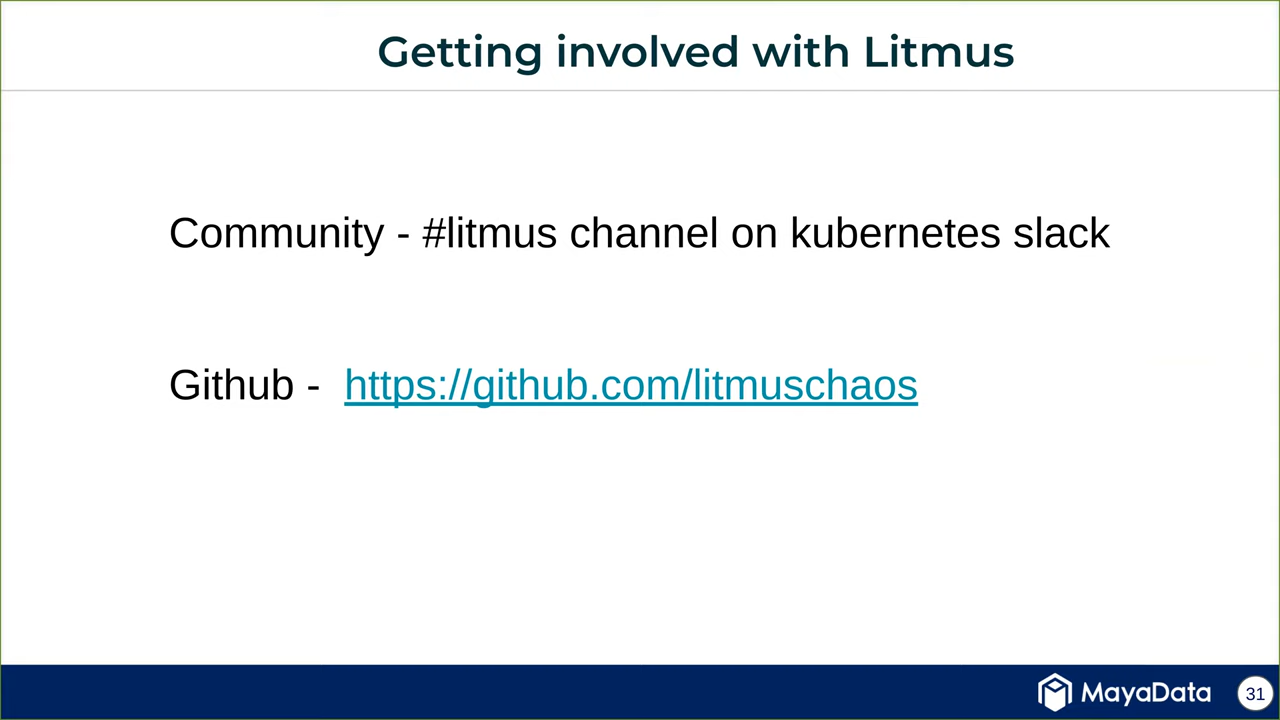 Getting involved with Litmus
Community - #litmus channel on kubernetes slack
Github - https://github.com/litmuschaos
MayaData
31